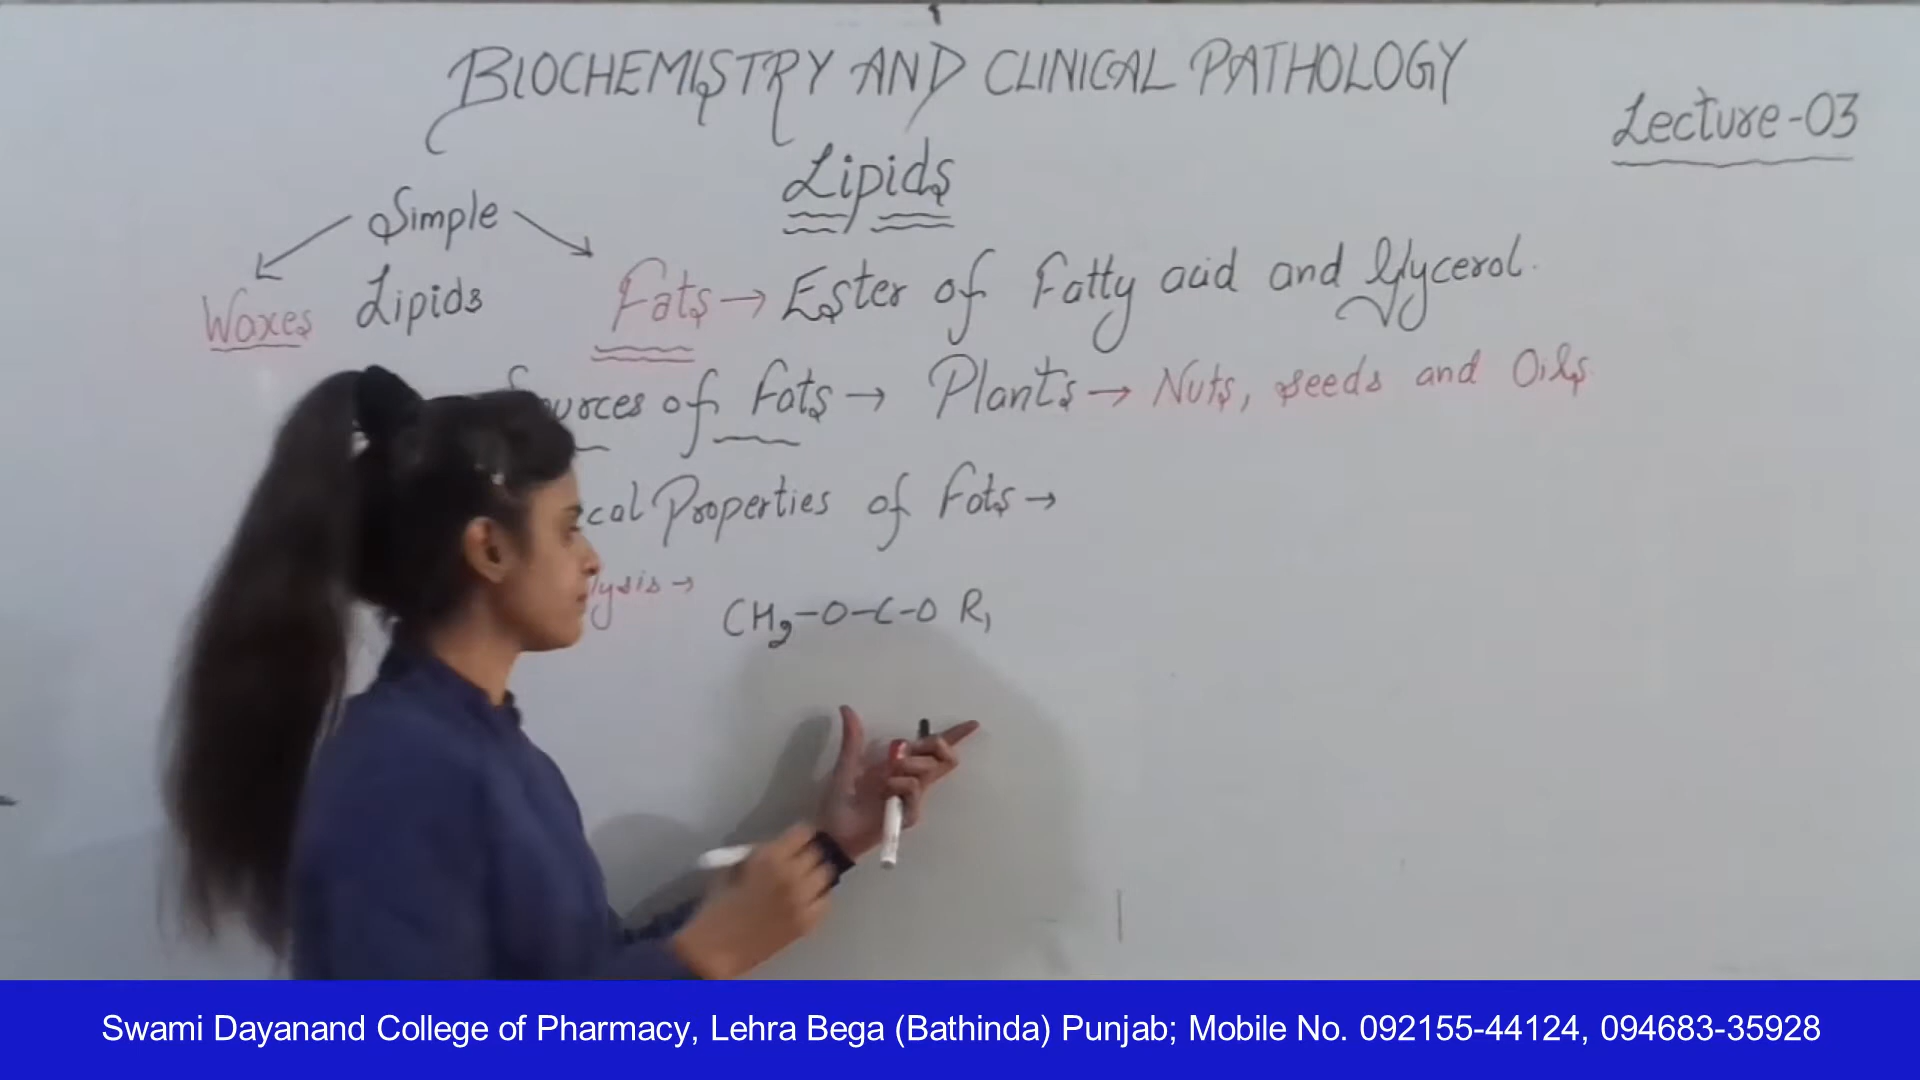 BIOCHEMISTRY AND CLINICAL PATHOLOGY
Lecture-03
Lipids
Simple
Waxes Lipids Fats → Ester of Fatty acid and Glycerol.
of Fats → Plants → Nuts, seeds and Oils.
Properties of Fats →
CH2-O-C-O R1
Swami Dayanand College of Pharmacy, Lehra Bega (Bathinda) Punjab; Mobile No. 092155-44124, 094683-35928